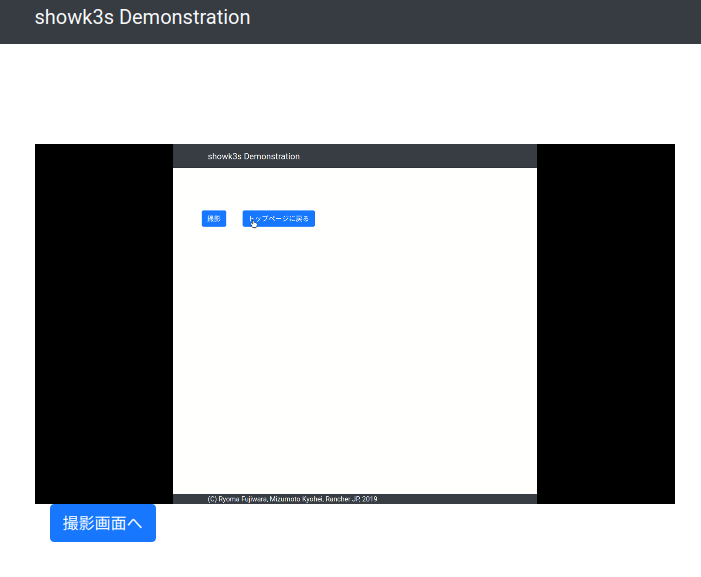 showk3s Demonstration
showk3s Demonstration
撮影 トップページに戻る
(C) Ryoma Fujiwara, Mizumoto Kyohei, Rancher JP, 2019
撮影画面へ